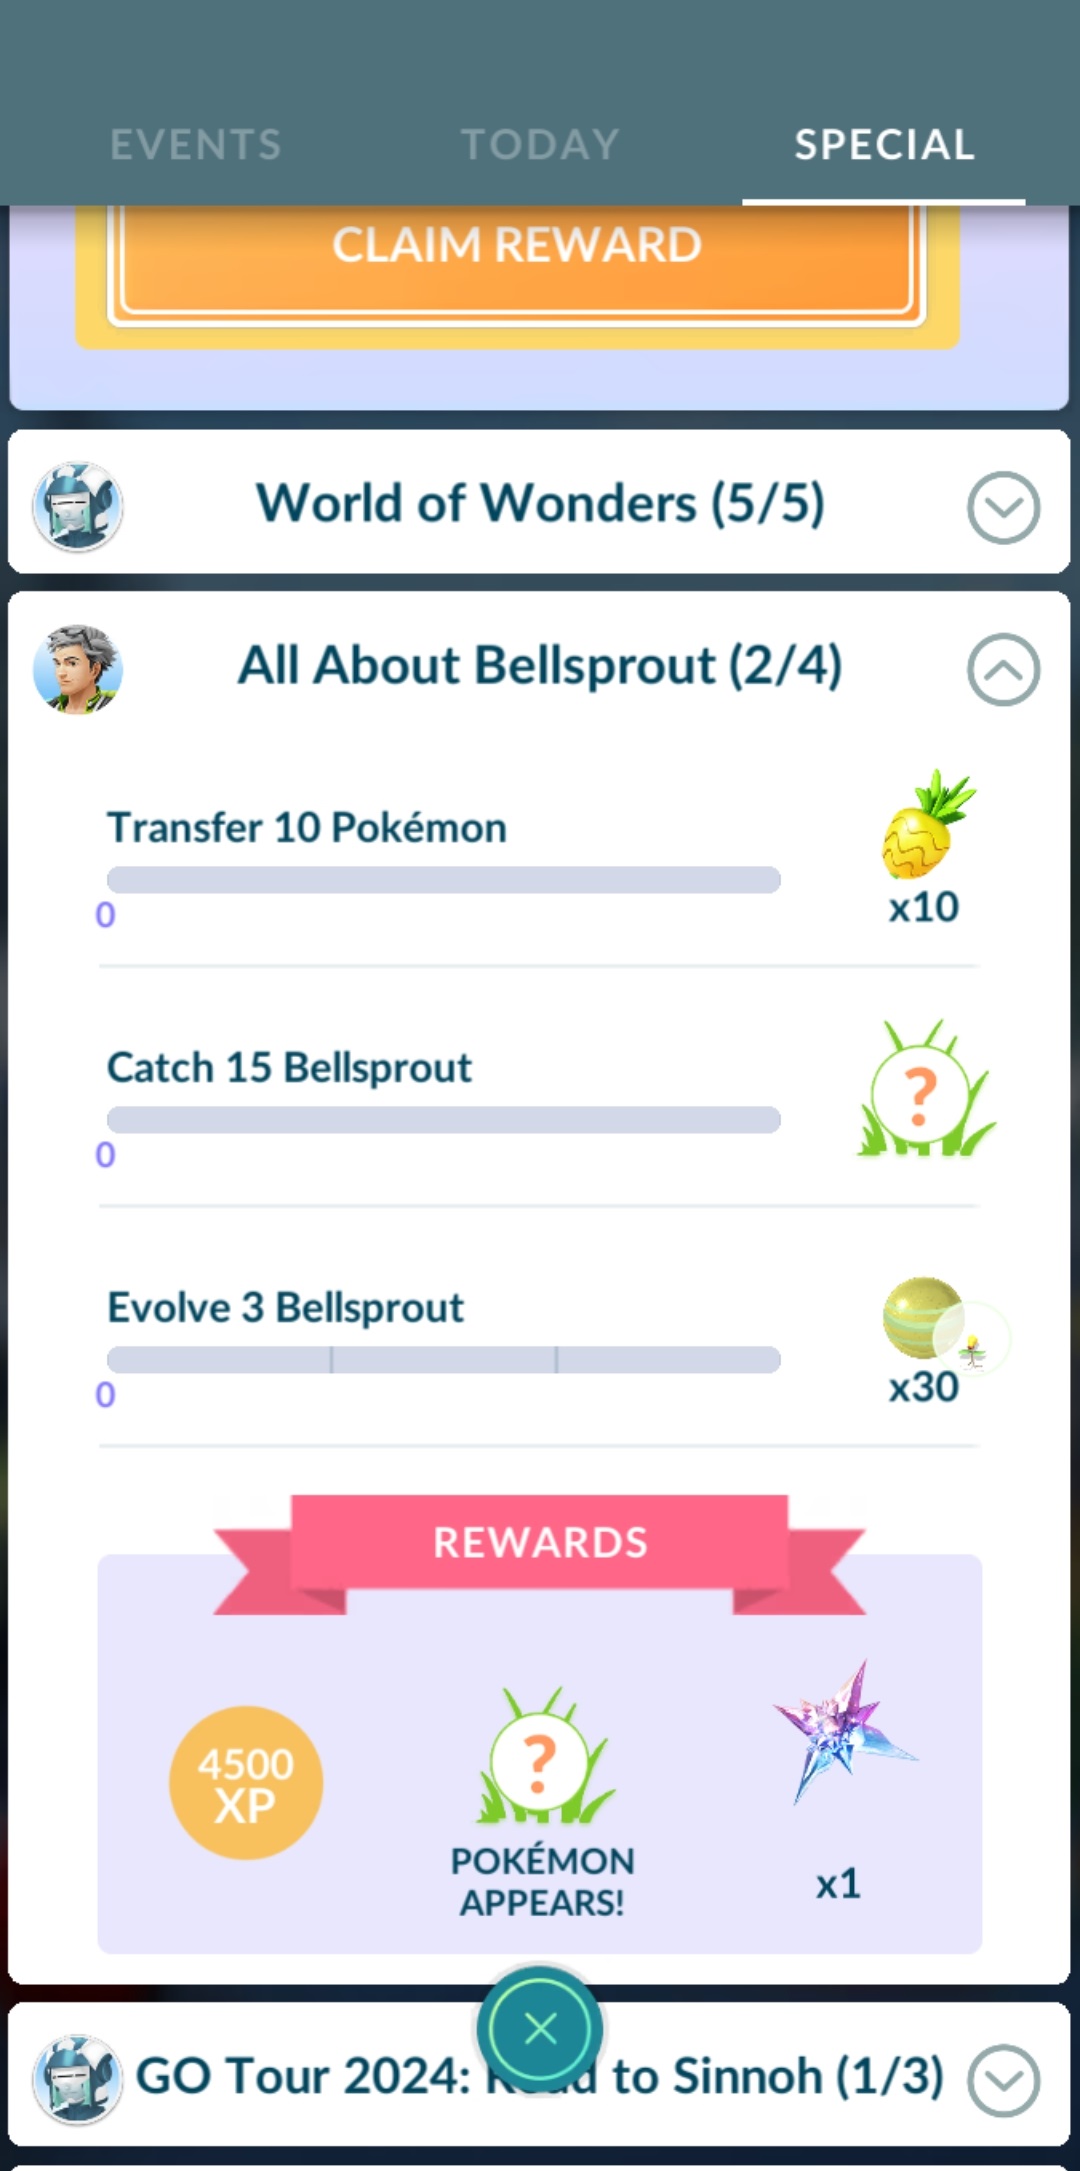 EVENTS TODAY SPECIAL
CLAIM REWARD
World of Wonders (5/5)
All About Bellsprout (2/4)
Transfer 10 Pokémon
0
x10
Catch 15 Bellsprout
?
0
Evolve 3 Bellsprout
0
x30
REWARDS
4500
XP
?
POKÉMON
APPEARS!
x1
GO Tour 2024: to Sinnoh (1/3)